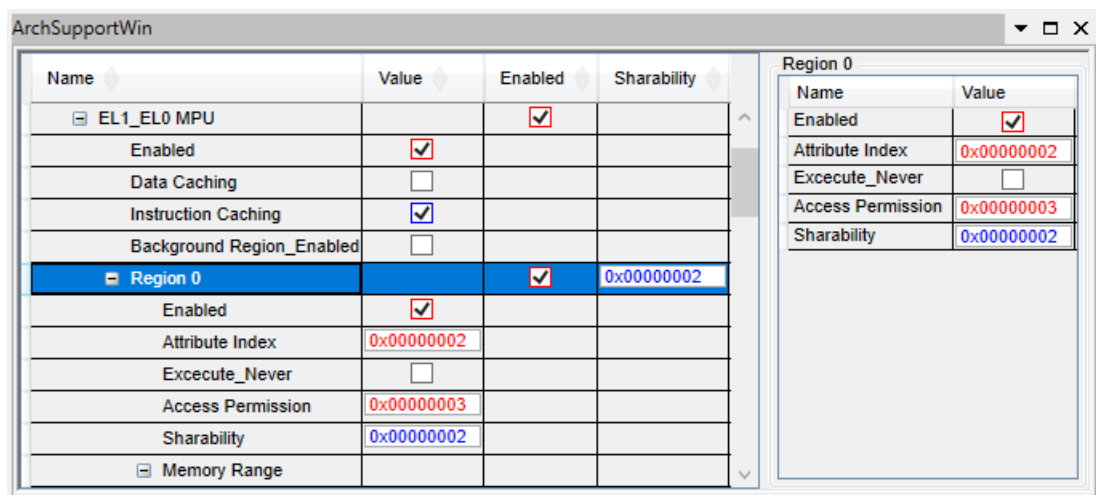 ArchSupportWin
Name Value Enabled Sharability
EL1_EL0 MPU
Enabled
Data Caching
Instruction Caching
Background Region_Enabled
Region 0 0x00000002
Enabled
Attribute Index 0x00000002
Excecute_Never
Access Permission 0x00000003
Sharability 0x00000002
Memory Range
Region 0
Name Value
Enabled
Attribute Index 0x00000002
Excecute_Never
Access Permission 0x00000003
Sharability 0x00000002